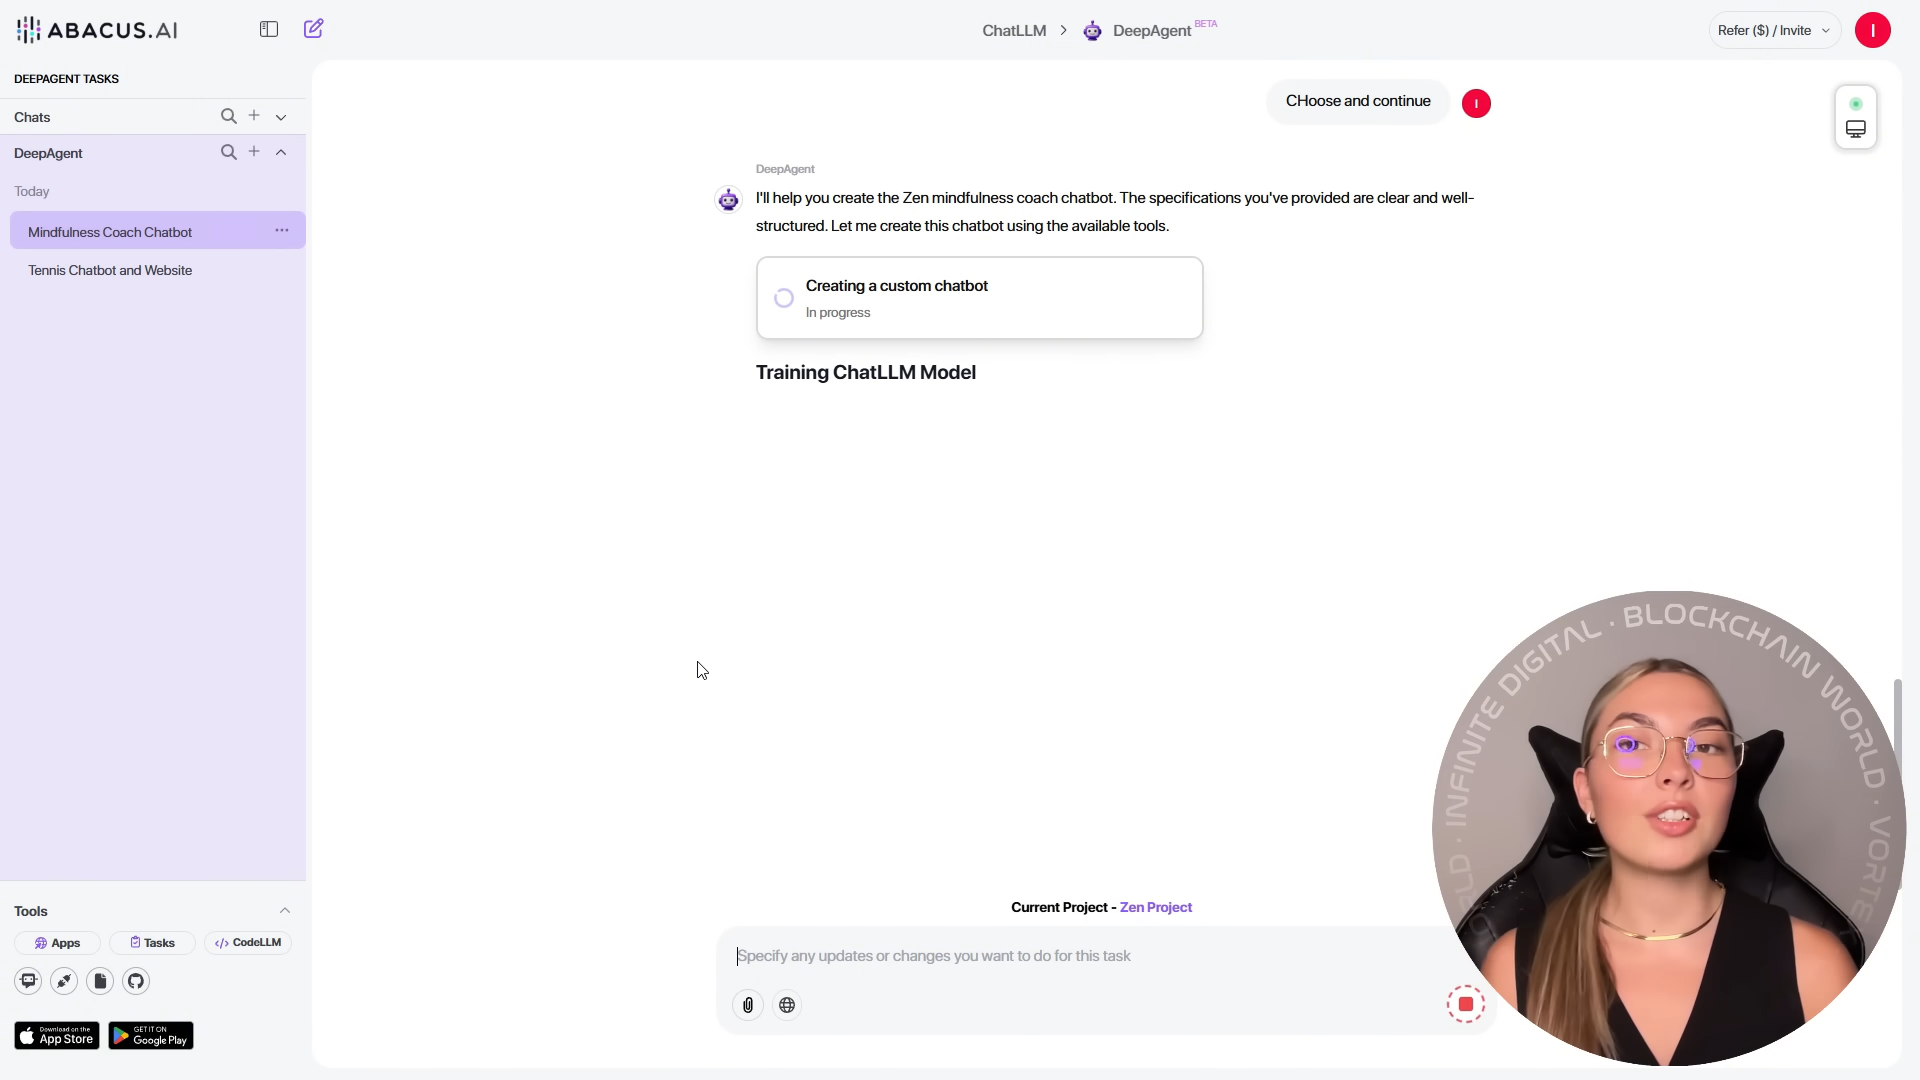 ABACUS.AI
ChatLLM > DeepAgent BETA
Refer ($) / Invite
I
DEEPAGENT TASKS
Chats
DeepAgent
Today
Mindfulness Coach Chatbot
Tennis Chatbot and Website
CHoose and continue
I
DeepAgent
I'll help you create the Zen mindfulness coach chatbot. The specifications you've provided are clear and well-
structured. Let me create this chatbot using the available tools.
Creating a custom chatbot
In progress
Training ChatLLM Model
Current Project - Zen Project
Specify any updates or changes you want to do for this task
Tools
Apps
Tasks
</> CodeLLM
Download on the
App Store
GET IT ON
Google Play
INFINITE DIGITAL · BLOCKCHAIN WORLD ·